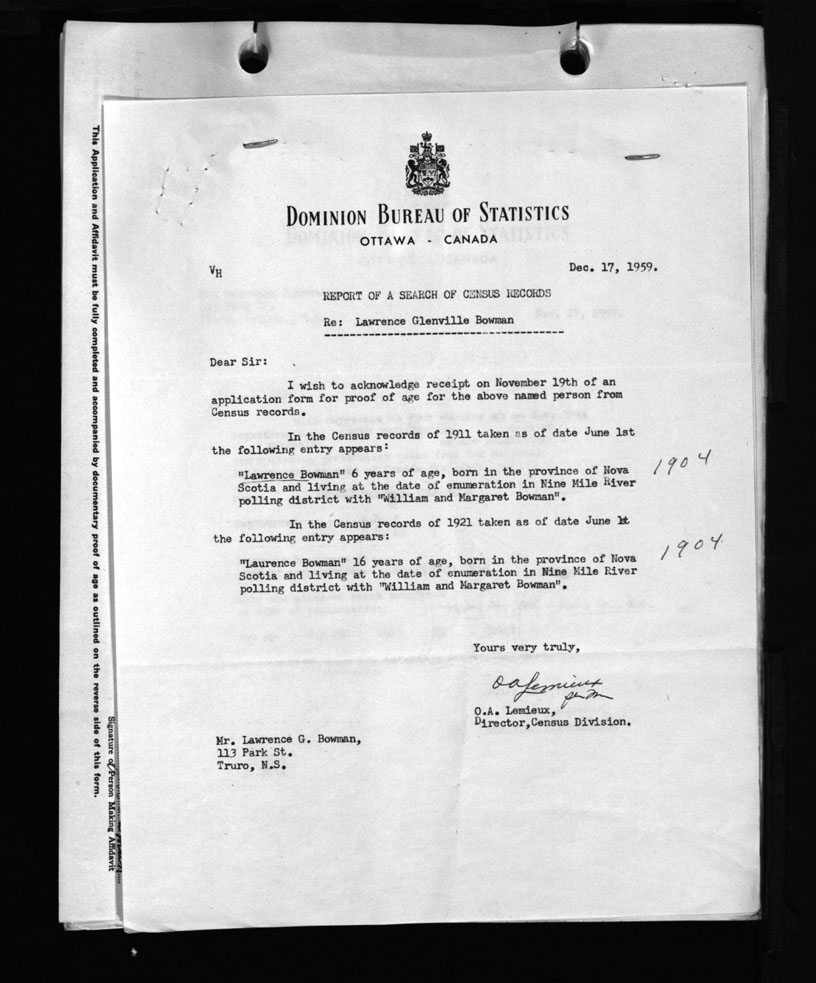 DOMINION BUREAU OF STATISTICS
OTTAWA - CANADA
VH
Dec. 17, 1959.
REPORT OF A SEARCH OF CENSUS RECORDS
Re: Lawrence Glenville Bowman
Dear Sir:
I wish to acknowledge receipt on November 19th of an
application form for proof of age for the above named person from
Census records.
In the Census records of 1911 taken as of date June 1st
the following entry appears:
"Lawrence Bowman" 6 years of age, born in the province of Nova
Scotia and living at the date of enumeration in Nine Mile River
polling district with "William and Margaret Bowman".
1904
In the Census records of 1921 taken as of date June 1st
the following entry appears:
"Laurence Bowman" 16 years of age, born in the province of Nova
Scotia and living at the date of enumeration in Nine Mile River
polling district with "William and Margaret Bowman".
1904
Yours very truly,
O A Lemieux
per
O.A. Lemieux,
Director,Census Division.
Mr. Lawrence G. Bowman,
113 Park St.
Truro, N.S.
This Application and Affidavit must be fully completed and accompanied by documentary proof of age as outlined on the reverse side of this form.
Signature of Person Making Affidavit